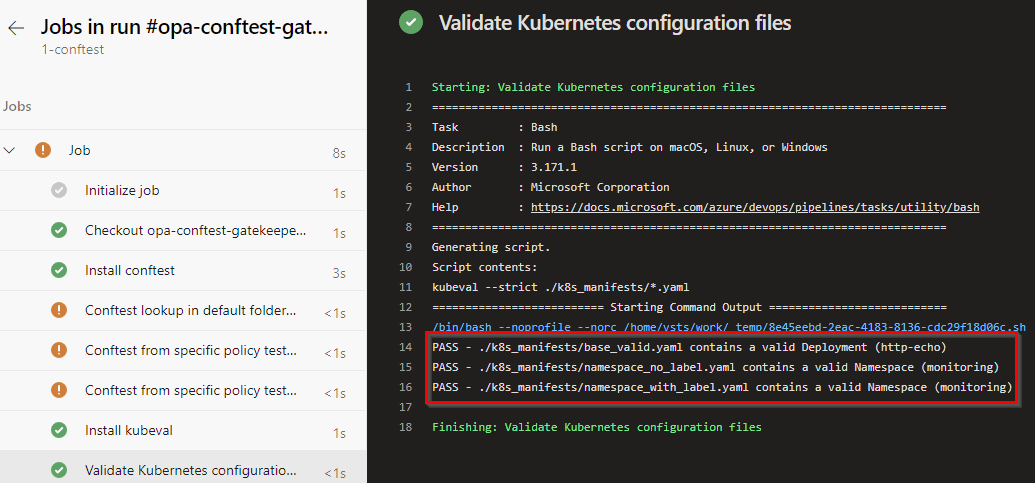 Jobs in run #opa-conftest-gat...
1-conftest
Jobs
Job 8s
Initialize job 1s
Checkout opa-conftest-gatekeepe... 1s
Install conftest 3s
Conftest lookup in default folder... <1s
Conftest from specific policy test... <1s
Conftest from specific policy test... <1s
Install kubeval 1s
Validate Kubernetes configuratio... <1s
Validate Kubernetes configuration files
1 Starting: Validate Kubernetes configuration files
2 ==============================================================================
3 Task : Bash
4 Description : Run a Bash script on macOS, Linux, or Windows
5 Version : 3.171.1
6 Author : Microsoft Corporation
7 Help : https://docs.microsoft.com/azure/devops/pipelines/tasks/utility/bash
8 ==============================================================================
9 Generating script.
10 Script contents:
11 kubeval --strict ./k8s_manifests/*.yaml
12 ========================== Starting Command Output ===========================
13 /bin/bash --noprofile --norc /home/vsts/work/_temp/8e45eebd-2eac-4183-8136-cdc29f18d06c.sh
14 PASS - ./k8s_manifests/base_valid.yaml contains a valid Deployment (http-echo)
15 PASS - ./k8s_manifests/namespace_no_label.yaml contains a valid Namespace (monitoring)
16 PASS - ./k8s_manifests/namespace_with_label.yaml contains a valid Namespace (monitoring)
17
18 Finishing: Validate Kubernetes configuration files